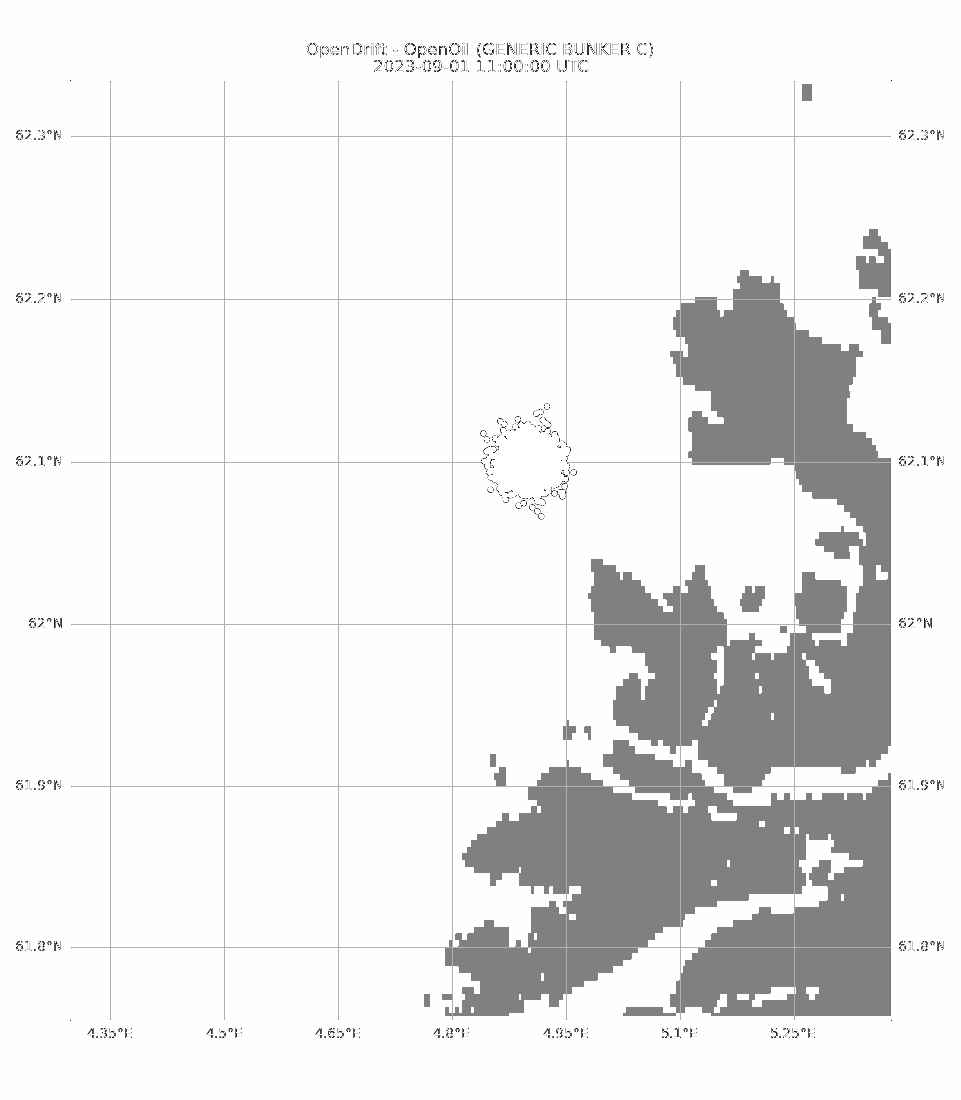 OpenDrift - OpenOil (GENERIC BUNKER C)
2023-09-01 11:00:00 UTC
62.3°N 62.3°N
62.2°N 62.2°N
62.1°N 62.1°N
62°N 62°N
61.9°N 61.9°N
61.8°N 61.8°N
4.35°E 4.5°E 4.65°E 4.8°E 4.95°E 5.1°E 5.25°E